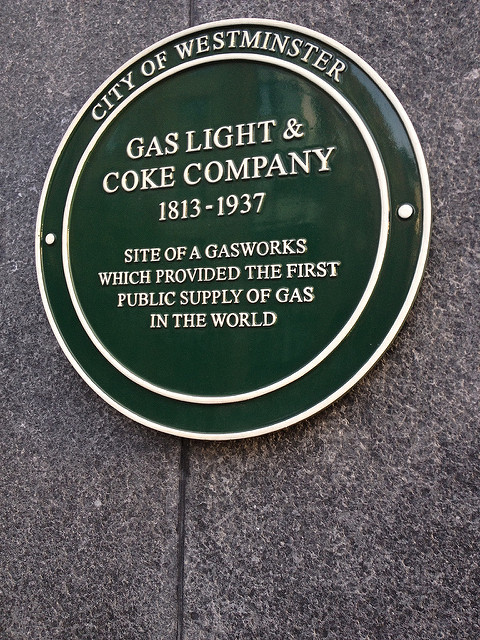 CITY OF WESTMINSTER
GAS LIGHT &
COKE COMPANY
1813-1937
SITE OF A GASWORKS
WHICH PROVIDED THE FIRST
PUBLIC SUPPLY OF GAS
IN THE WORLD